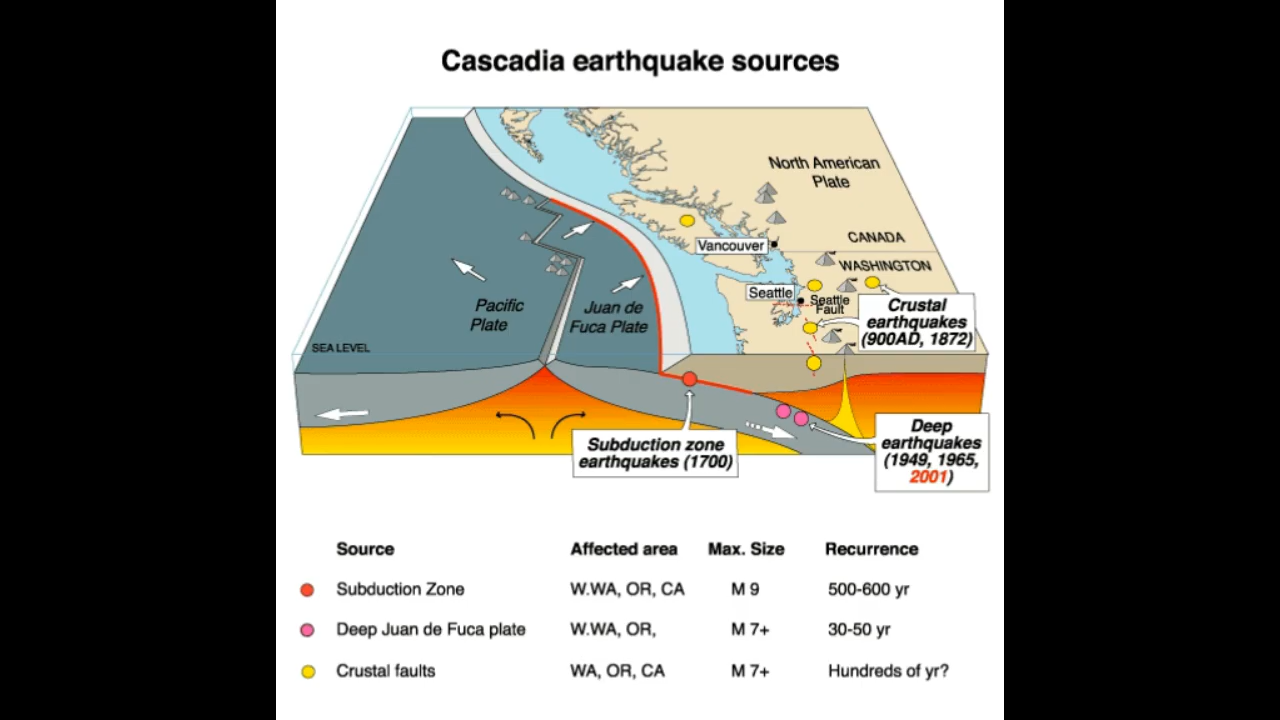 Cascadia earthquake sources
North American
Plate
CANADA
Vancouver
WASHINGTON
Seattle
Seattle
Fault
Crustal
earthquakes
(900AD, 1872)
Pacific
Plate
Juan de
Fuca Plate
SEA LEVEL
Subduction zone
earthquakes (1700)
Deep
earthquakes
(1949, 1965,
2001)
Source Affected area Max. Size Recurrence
Subduction Zone W.WA, OR, CA M 9 500-600 yr
Deep Juan de Fuca plate W.WA, OR, M 7+ 30-50 yr
Crustal faults WA, OR, CA M 7+ Hundreds of yr?